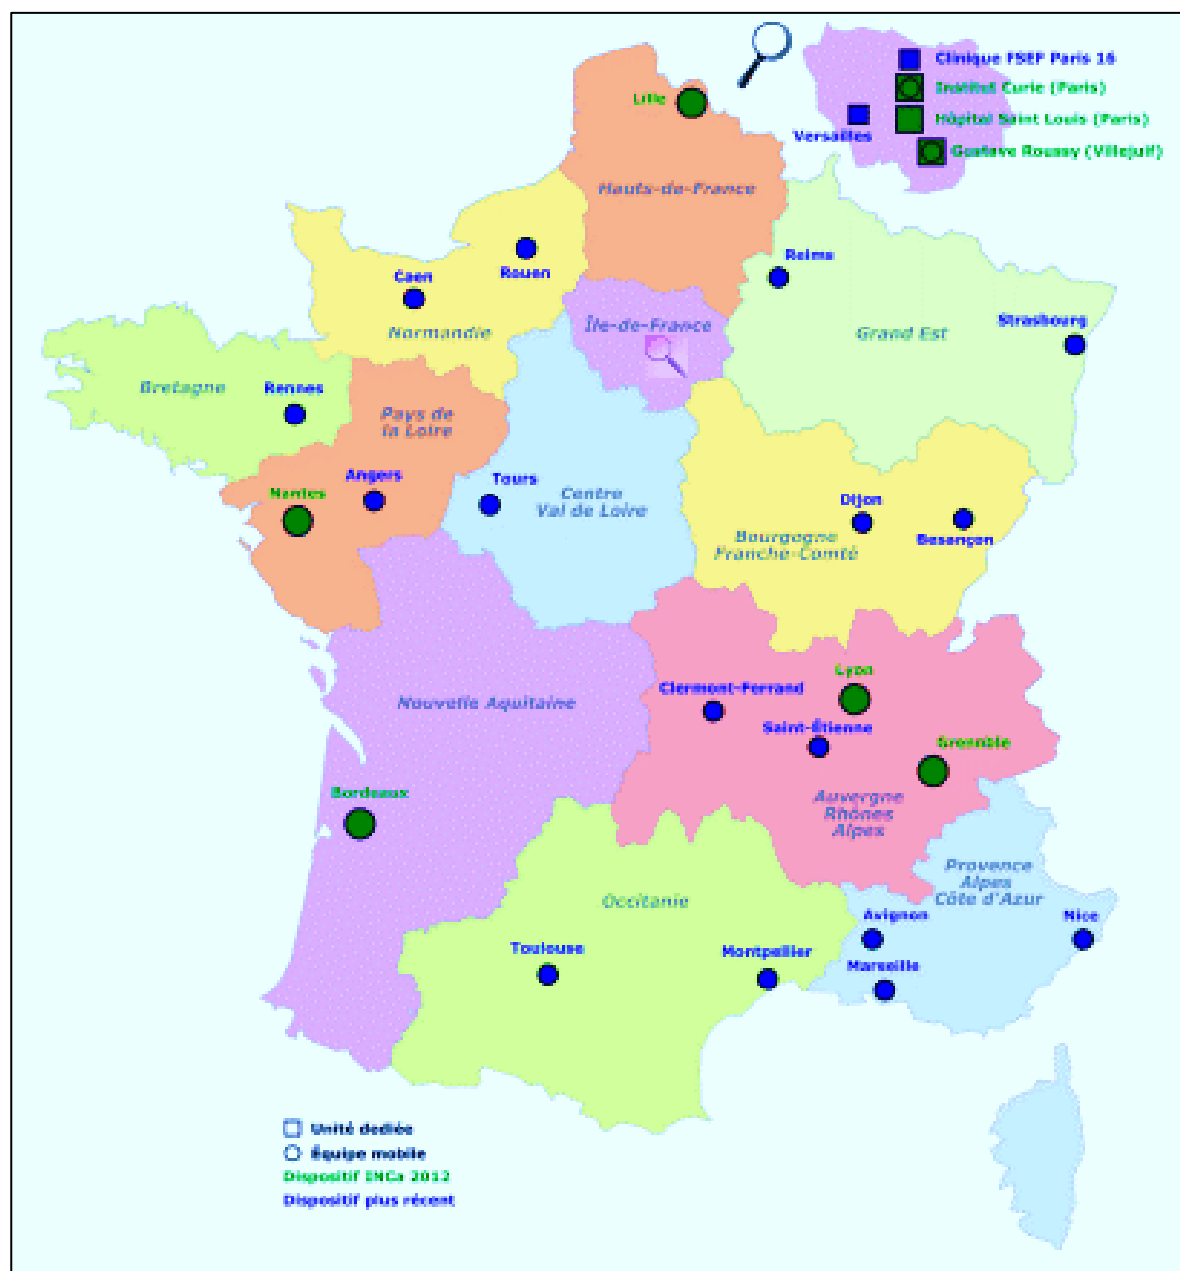 Clinique FSEF Paris 16
Institut Curie (Paris)
Hôpital Saint Louis (Paris)
Gustave Roussy (Villejuif)
Versailles
Lille
Hauts-de-France
Rouen
Caen
Normandie
Reims
Île-de-France
Strasbourg
Grand Est
Bretagne
Rennes
Pays de
la Loire
Angers
Nantes
Tours
Centre
Val de Loire
Dijon
Besançon
Bourgogne
Franche-Comté
Lyon
Clermont-Ferrand
Saint-Étienne
Grenoble
Nouvelle Aquitaine
Bordeaux
Auvergne
Rhônes
Alpes
Provence
Alpes
Côte d'Azur
Occitanie
Avignon
Nice
Toulouse
Montpellier
Marseille
Unité dediée
Équipe mobile
Dispositif INCa 2012
Dispositif plus récent